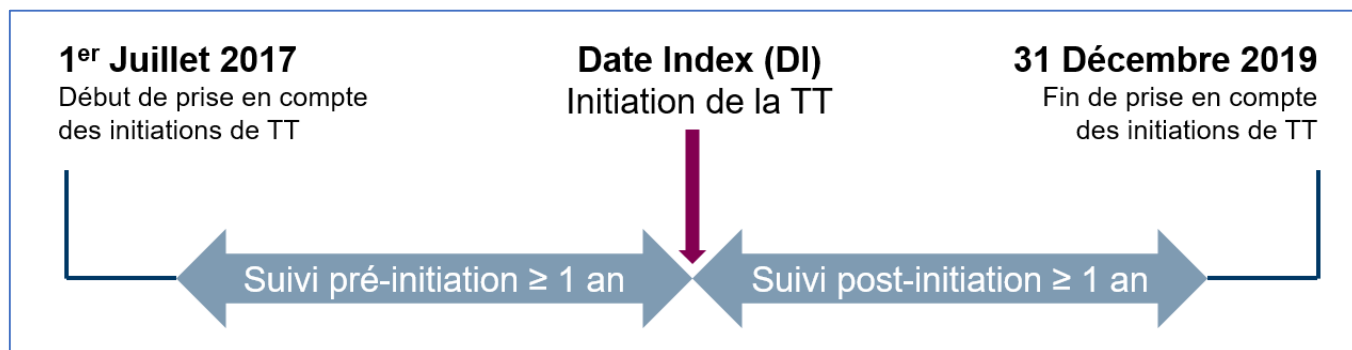 1er Juillet 2017
Début de prise en compte
des initiations de TT
Date Index (DI)
Initiation de la TT
31 Décembre 2019
Fin de prise en compte
des initiations de TT
Suivi pré-initiation ≥ 1 an
Suivi post-initiation ≥ 1 an